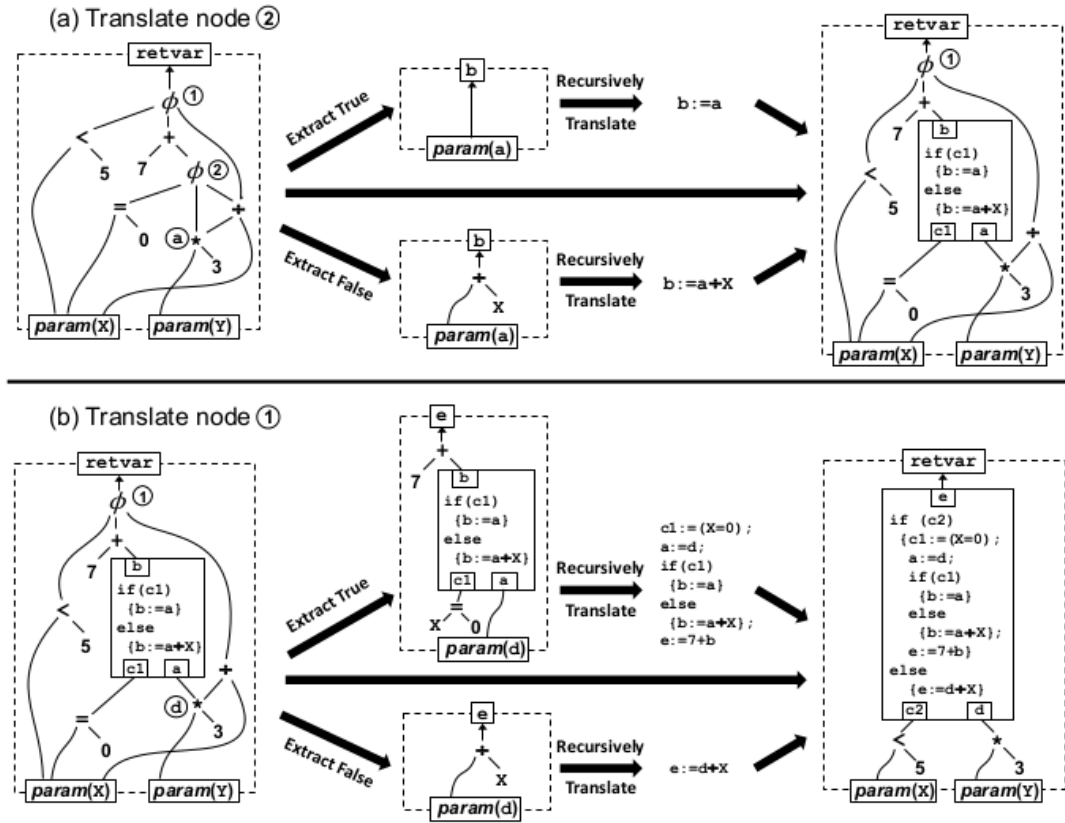 (a) Translate node ②
retvar
ϕ ①
<
5
+
7
ϕ ②
=
0
ⓐ *
3
+
param(X)
param(Y)
Extract True
b
param(a)
Recursively
Translate
b:=a
Extract False
b
+
X
param(a)
Recursively
Translate
b:=a+X
retvar
ϕ ①
+
7
b
if(c1)
{b:=a}
else
{b:=a+X}
c1
a
<
5
+
*
3
=
0
param(X)
param(Y)
(b) Translate node ①
retvar
ϕ ①
+
7
b
if(c1)
{b:=a}
else
{b:=a+X}
c1
a
<
5
+
ⓓ *
3
=
0
param(X)
param(Y)
Extract True
e
+
7
b
if(c1)
{b:=a}
else
{b:=a+X}
c1
a
=
X
0
param(d)
Recursively
Translate
c1:=(X=0);
a:=d;
if(c1)
{b:=a}
else
{b:=a+X};
e:=7+b
Extract False
e
+
X
param(d)
Recursively
Translate
e:=d+X
retvar
e
if (c2)
{c1:=(X=0);
a:=d;
if(c1)
{b:=a}
else
{b:=a+X};
e:=7+b}
else
{e:=d+X}
c2
d
<
5
*
3
param(X)
param(Y)